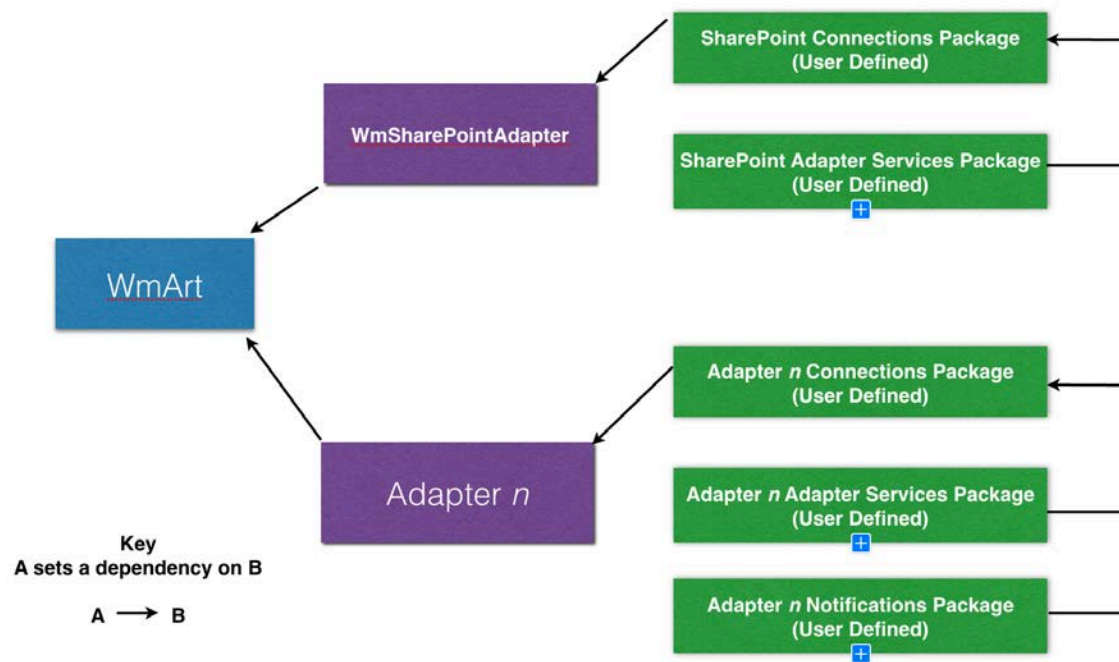 SharePoint Connections Package
(User Defined)
WmSharePointAdapter
SharePoint Adapter Services Package
(User Defined)
WmArt
Adapter n Connections Package
(User Defined)
Adapter n
Adapter n Adapter Services Package
(User Defined)
Key
A sets a dependency on B
A B
Adapter n Notifications Package
(User Defined)